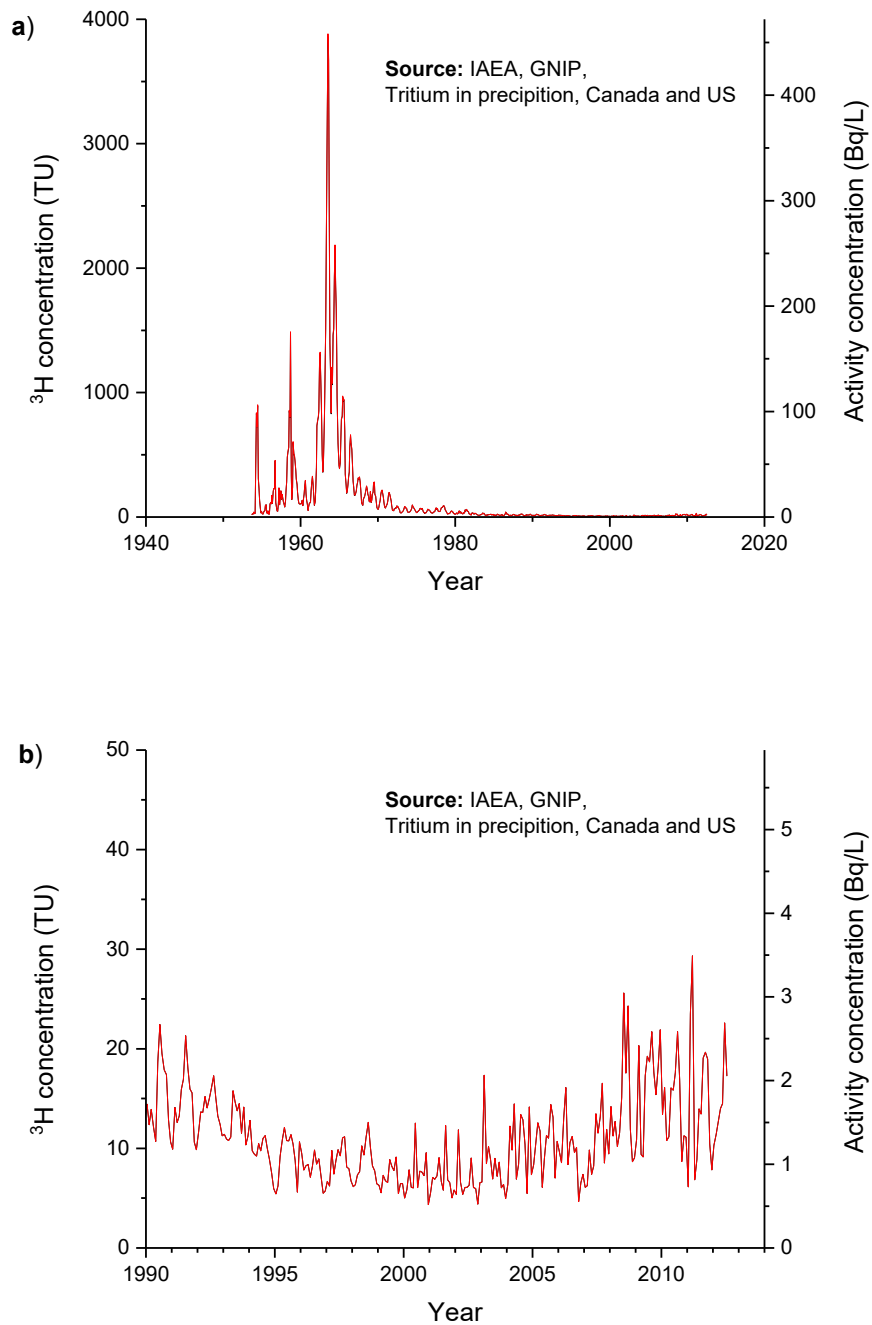 a)
Source: IAEA, GNIP,
Tritium in precipition, Canada and US
4000
3000
2000
1000
0
³H concentration (TU)
400
300
200
100
0
Activity concentration (Bq/L)
1940 1960 1980 2000 2020
Year
b)
Source: IAEA, GNIP,
Tritium in precipition, Canada and US
50
40
30
20
10
0
³H concentration (TU)
5
4
3
2
1
0
Activity concentration (Bq/L)
1990 1995 2000 2005 2010
Year